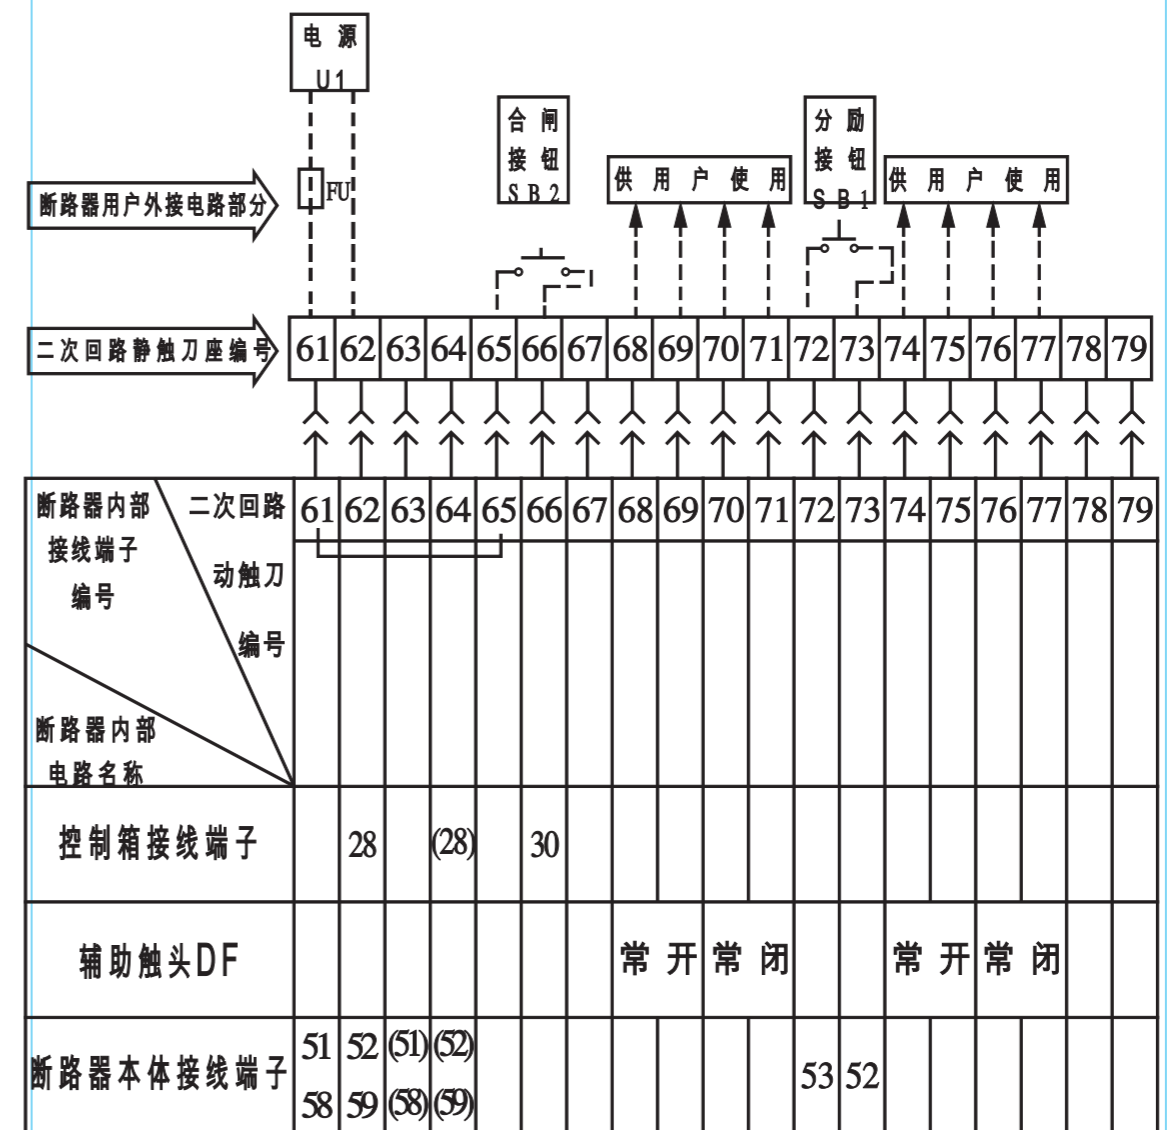 电源
U1
合闸
接钮
SB2
分励
接钮
SB1
供用户使用
供用户使用
断路器用户外接电路部分
FU
二次回路静触刀座编号
61 62 63 64 65 66 67 68 69 70 71 72 73 74 75 76 77 78 79
断路器内部
接线端子
编号
二次回路
动触刀
编号
断路器内部
电路名称
61 62 63 64 65 66 67 68 69 70 71 72 73 74 75 76 77 78 79
控制箱接线端子 28 (28) 30
辅助触头DF 常开 常闭 常开 常闭
断路器本体接线端子
51 52 (51) (52)
53 52
58 59 (58) (59)